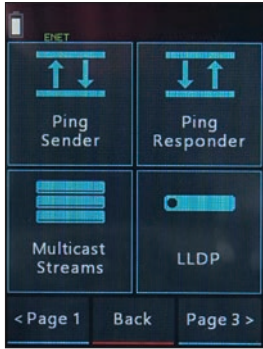 ENET
Ping
Sender
Ping
Responder
Multicast
Streams
LLDP
< Page 1
Back
Page 3 >